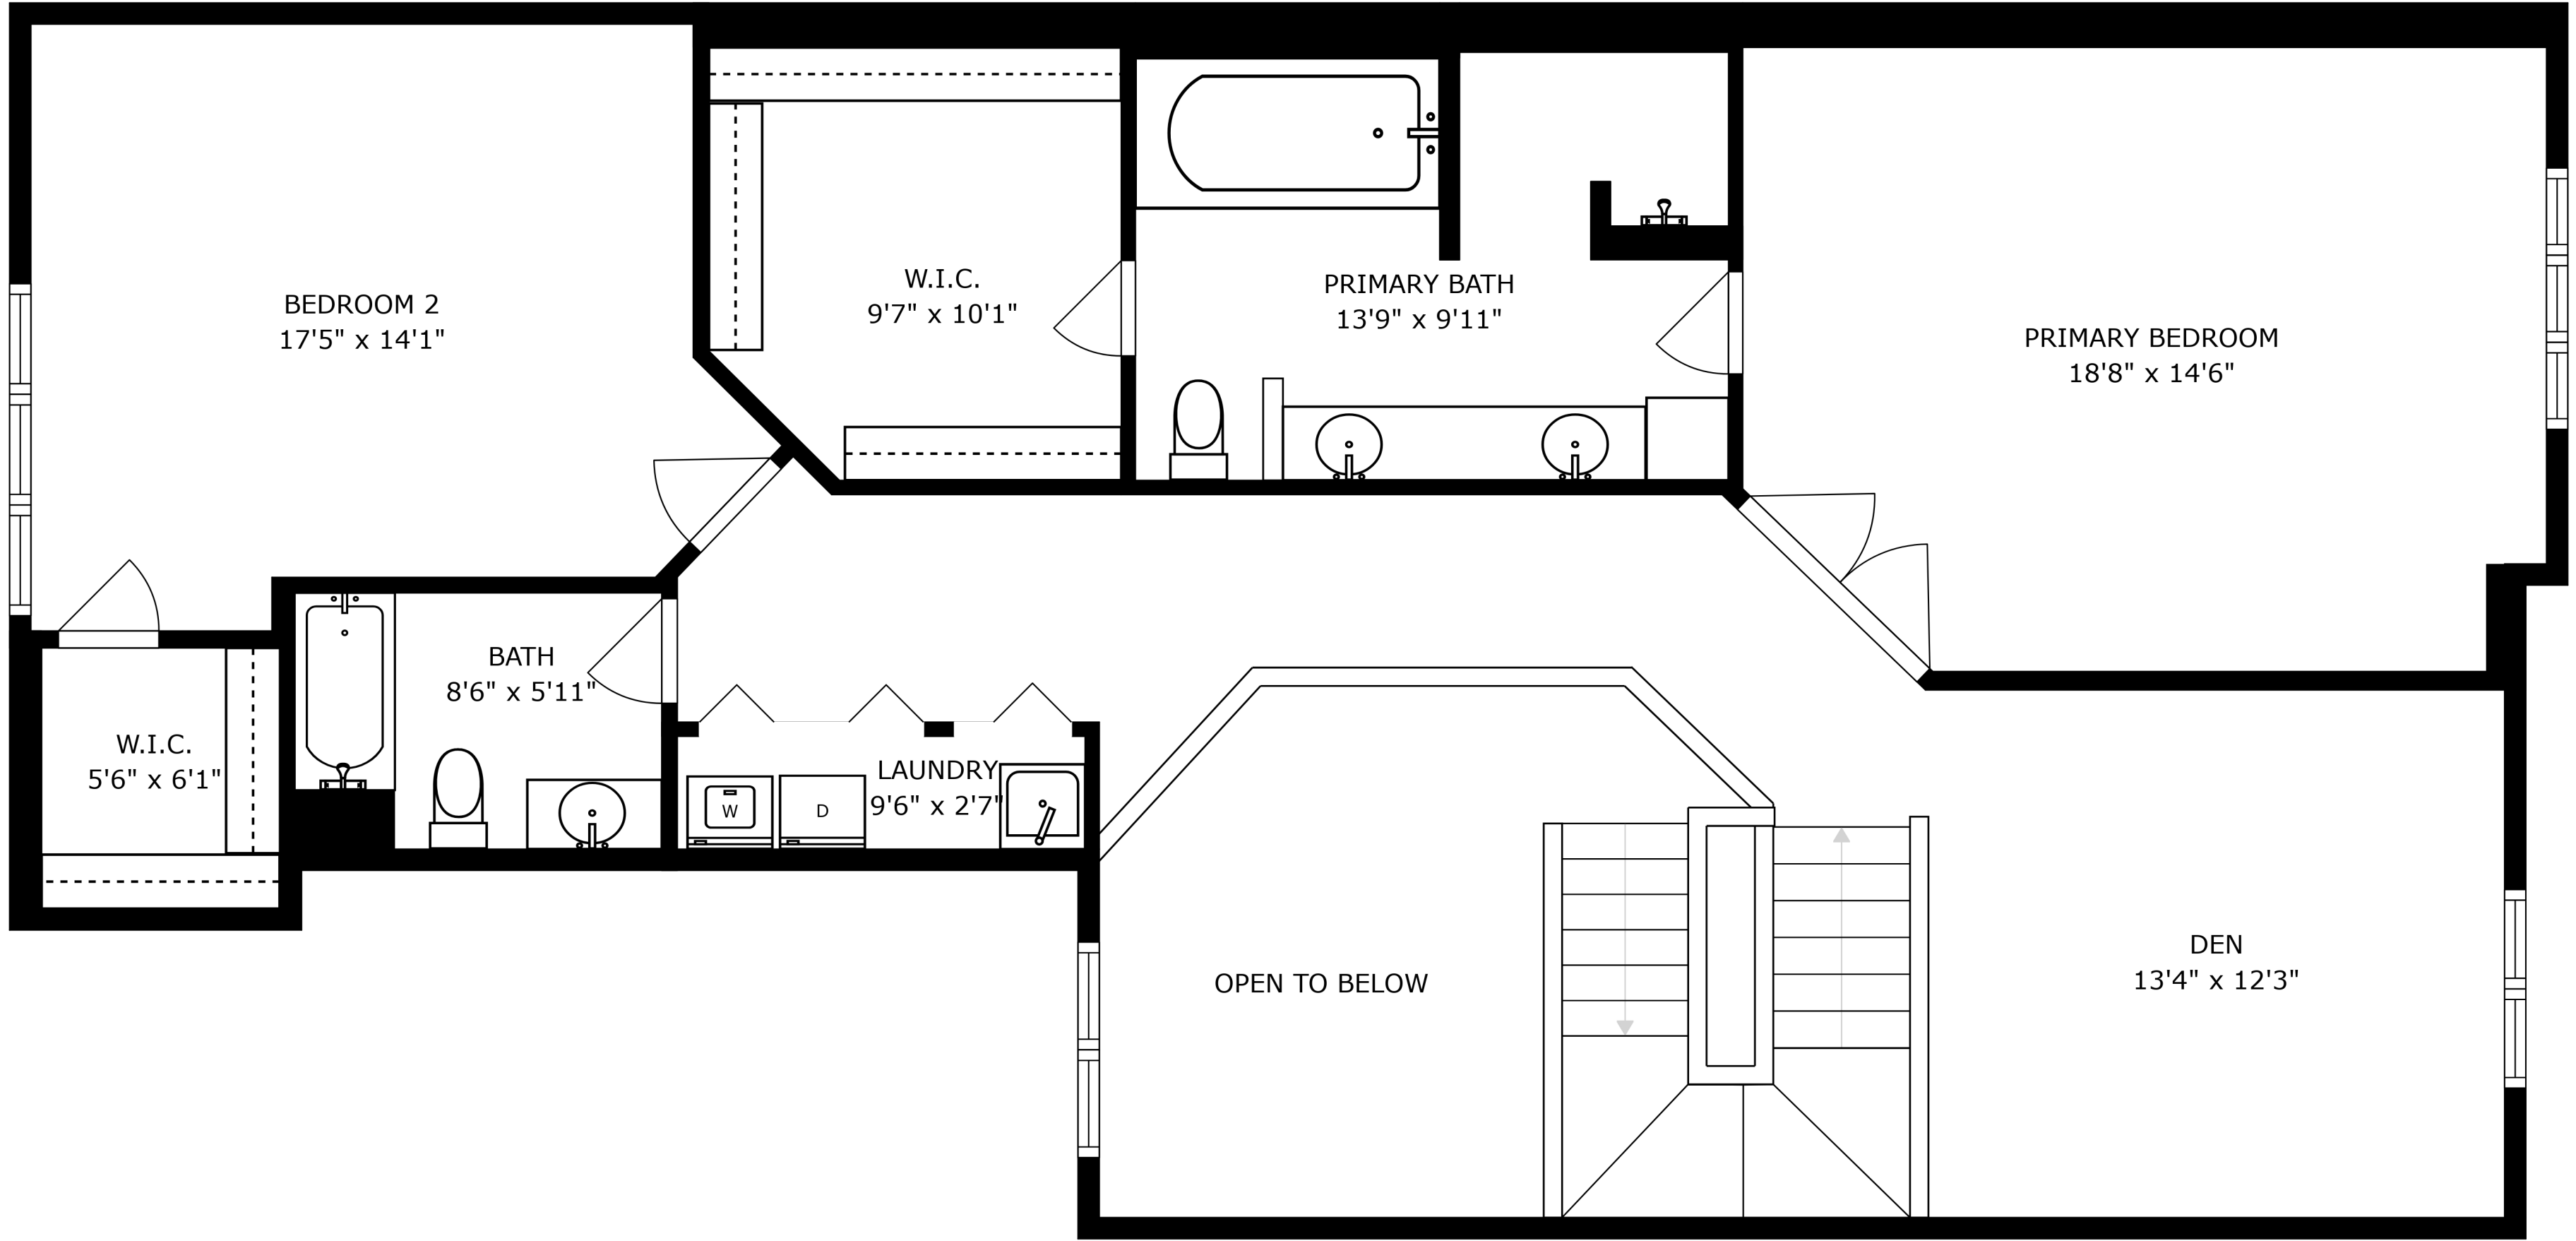 BEDROOM 2
17'5" x 14'1"
W.I.C.
9'7" x 10'1"
PRIMARY BATH
13'9" x 9'11"
PRIMARY BEDROOM
18'8" x 14'6"
BATH
8'6" x 5'11"
W.I.C.
5'6" x 6'1"
LAUNDRY
9'6" x 2'7"
W
D
OPEN TO BELOW
DEN
13'4" x 12'3"